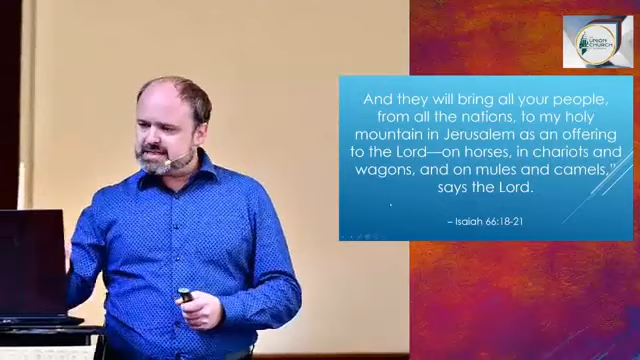 UNION
CHURCH
And they will bring all your people,
from all the nations, to my holy
mountain in Jerusalem as an offering
to the Lord—on horses, in chariots and
wagons, and on mules and camels,”
says the Lord.
– Isaiah 66:18-21